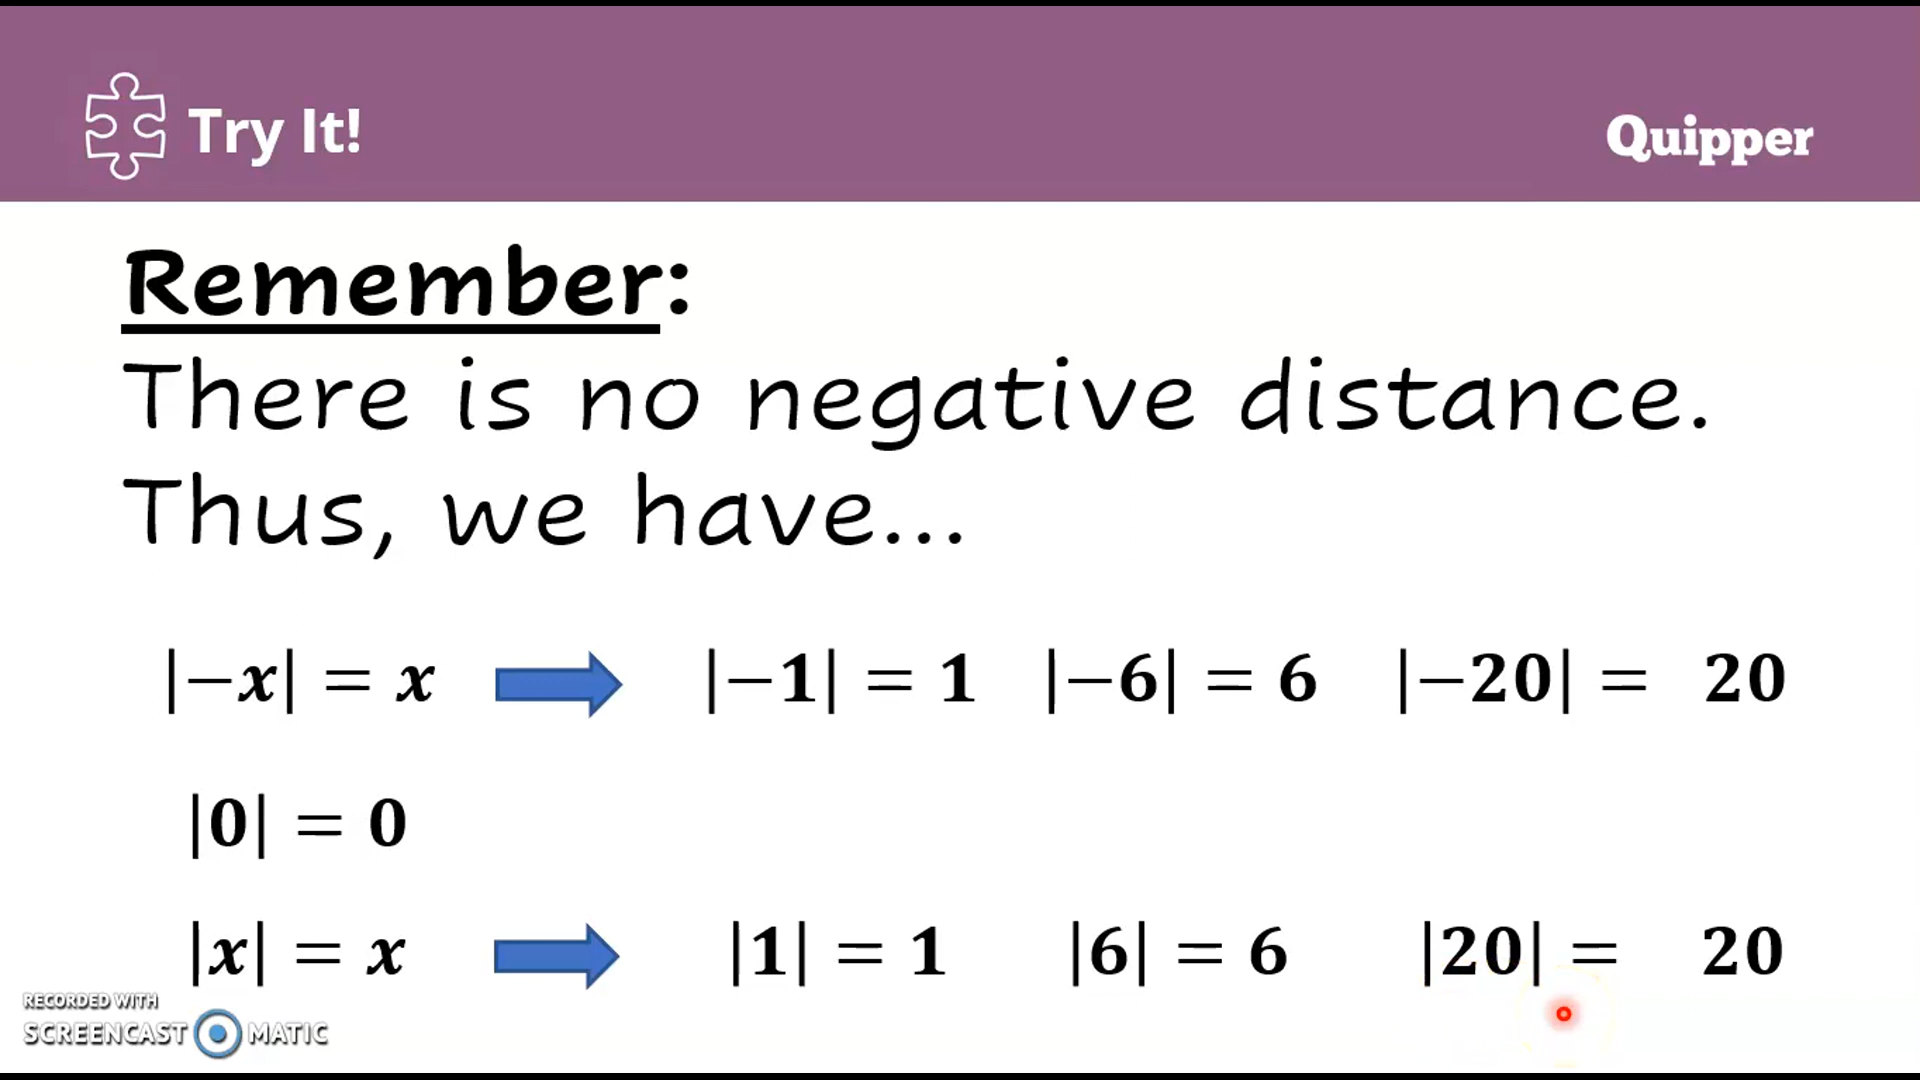 Try It!
Quipper
Remember:
There is no negative distance.
Thus, we have...
|−x| = x |−1| = 1 |−6| = 6 |−20| = 20
|0| = 0
|x| = x |1| = 1 |6| = 6 |20| = 20
RECORDED WITH
SCREENCAST MATIC